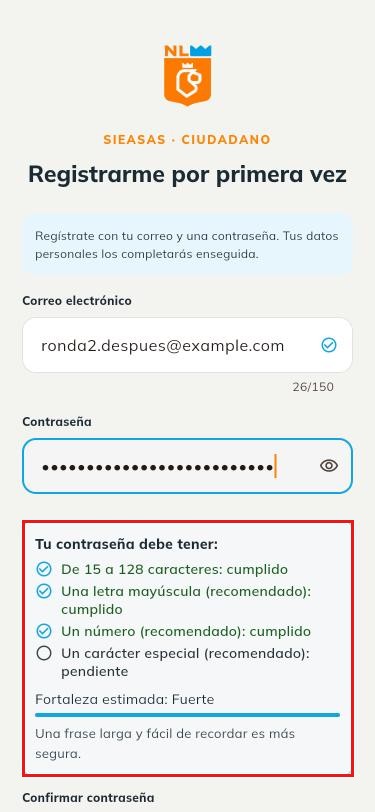 NL
SIEASAS · CIUDADANO
Registrarme por primera vez
Regístrate con tu correo y una contraseña. Tus datos
personales los completarás enseguida.
Correo electrónico
ronda2.despues@example.com
26/150
Contraseña
••••••••••••••••••••••••••
Tu contraseña debe tener:
De 15 a 128 caracteres: cumplido
Una letra mayúscula (recomendado):
cumplido
Un número (recomendado): cumplido
Un carácter especial (recomendado):
pendiente
Fortaleza estimada: Fuerte
Una frase larga y fácil de recordar es más
segura.
Confirmar contraseña